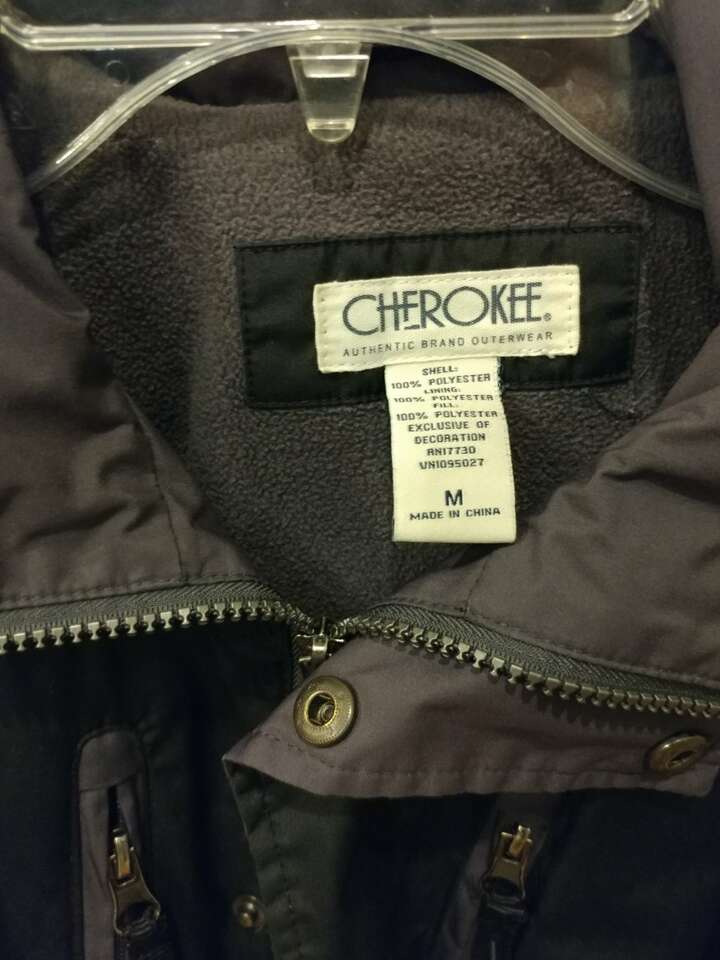 CHEROKEE®
AUTHENTIC BRAND OUTERWEAR
SHELL:
100% POLYESTER
LINING:
100% POLYESTER
FILL:
100% POLYESTER
EXCLUSIVE OF
DECORATION
RN17730
VN1095027
M
MADE IN CHINA